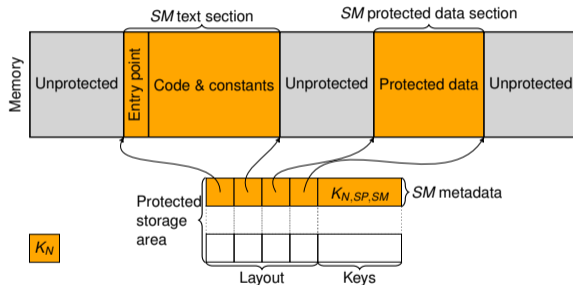 SM text section
SM protected data section
Memory
Unprotected
Entry point
Code & constants
Unprotected
Protected data
Unprotected
K_N,SP,SM
SM metadata
Protected
storage
area
K_N
Layout
Keys